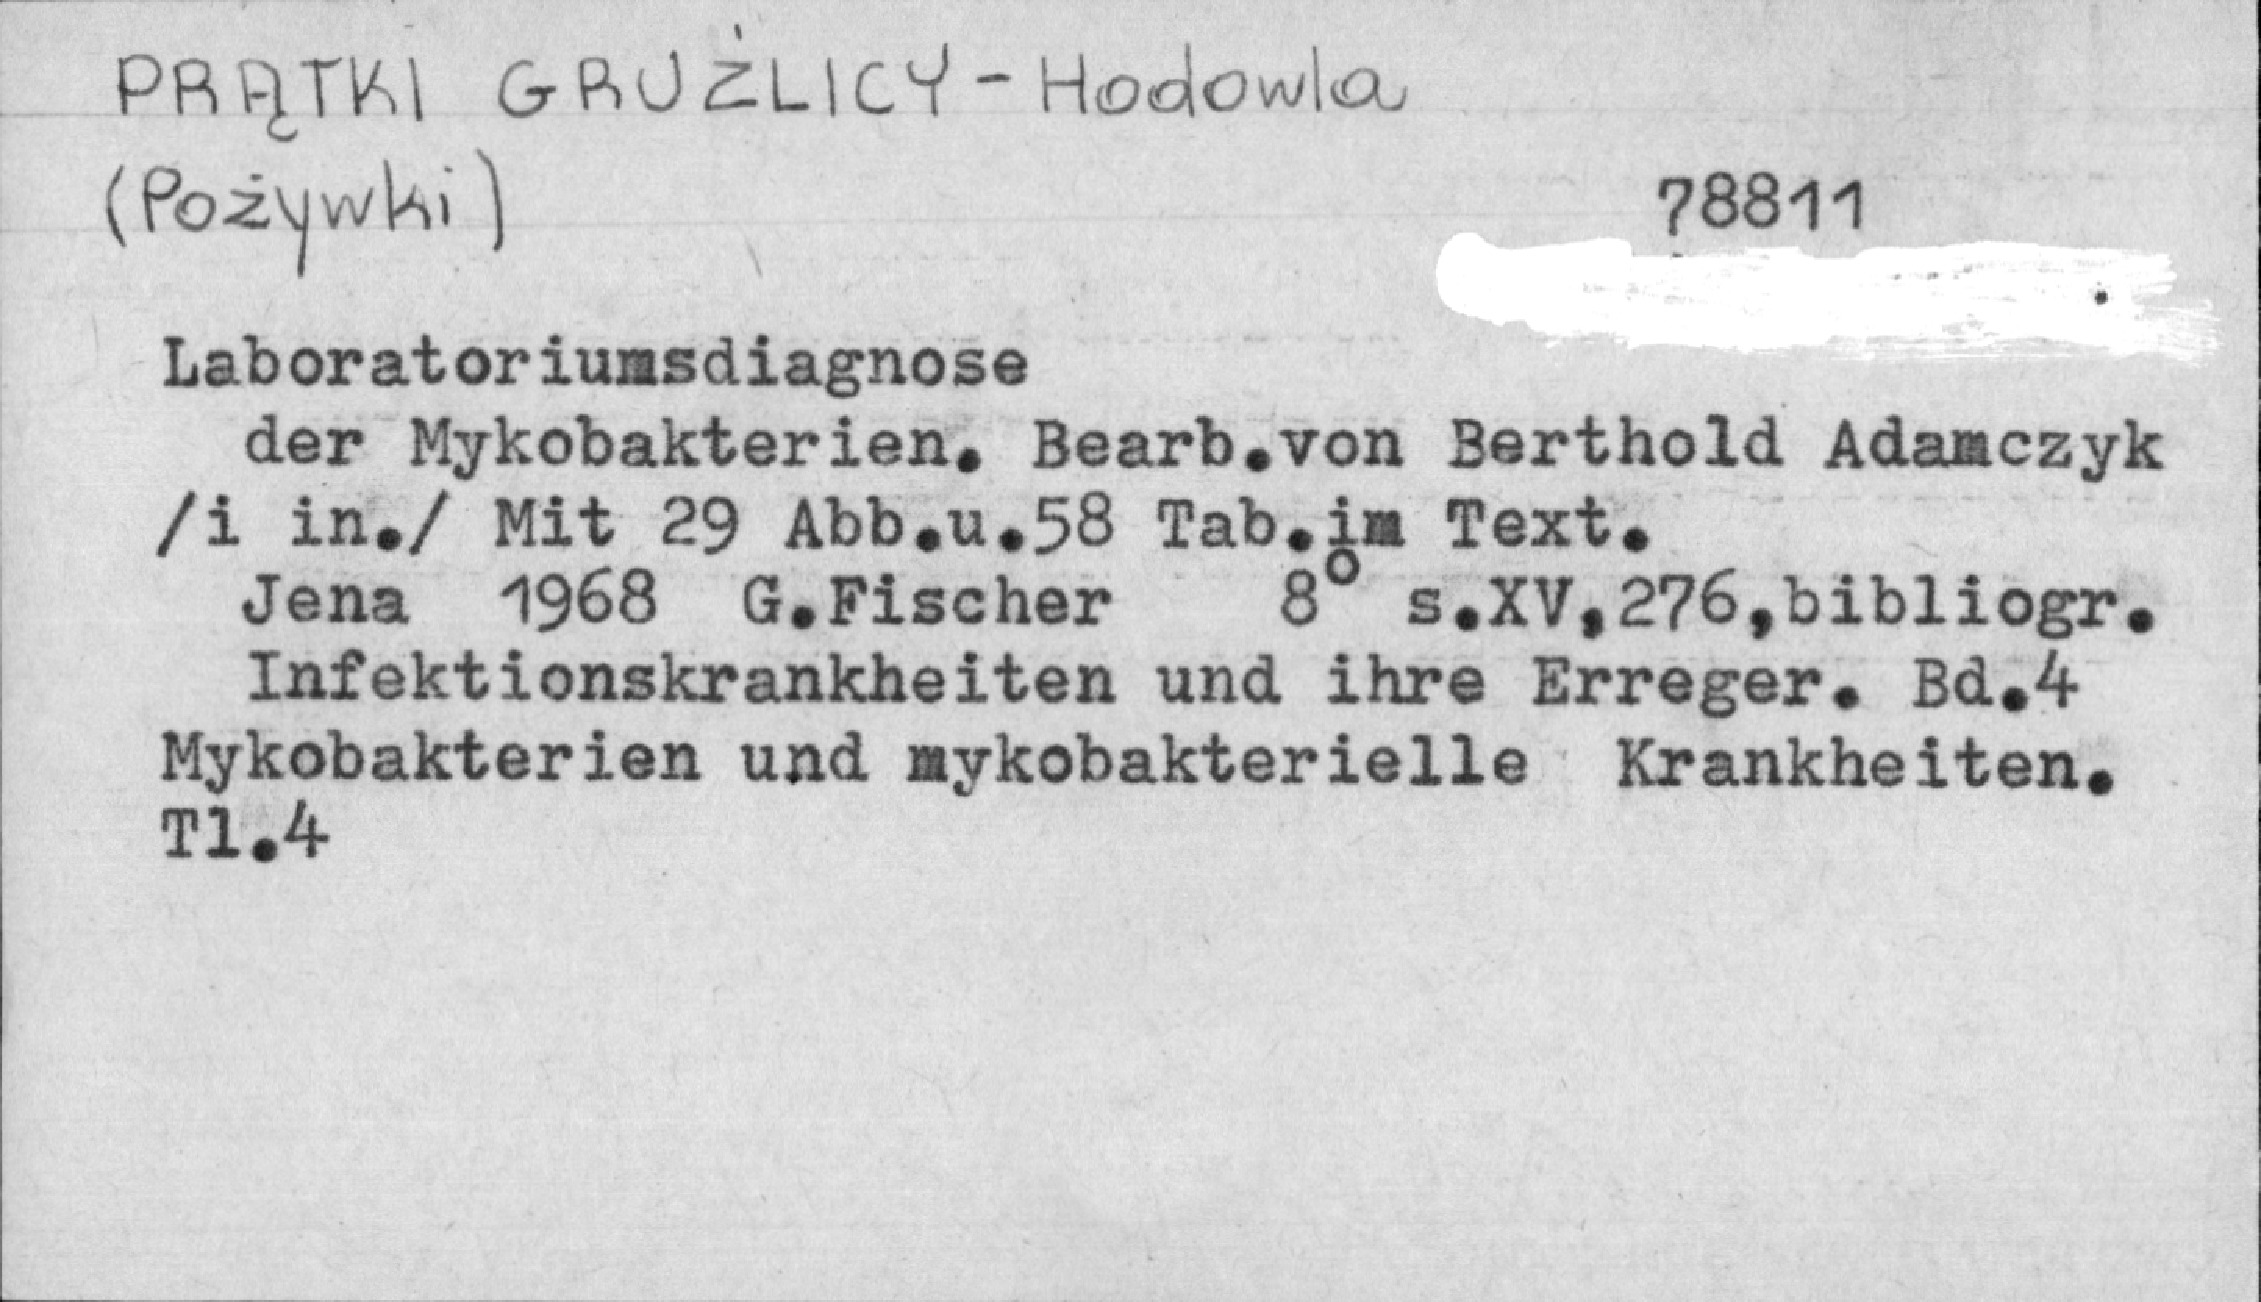 PRĄTKI GRUŹLICY - Hodowla
(Pożywki)
78811
Laboratoriumsdiagnose
der Mykobakterien. Bearb.von Berthold Adamczyk
/i in./ Mit 29 Abb.u.58 Tab.im Text.
Jena 1968 G.Fischer 8° s.XV,276,bibliogr.
Infektionskrankheiten und ihre Erreger. Bd.4
Mykobakterien und mykobakterielle Krankheiten.
Tl.4